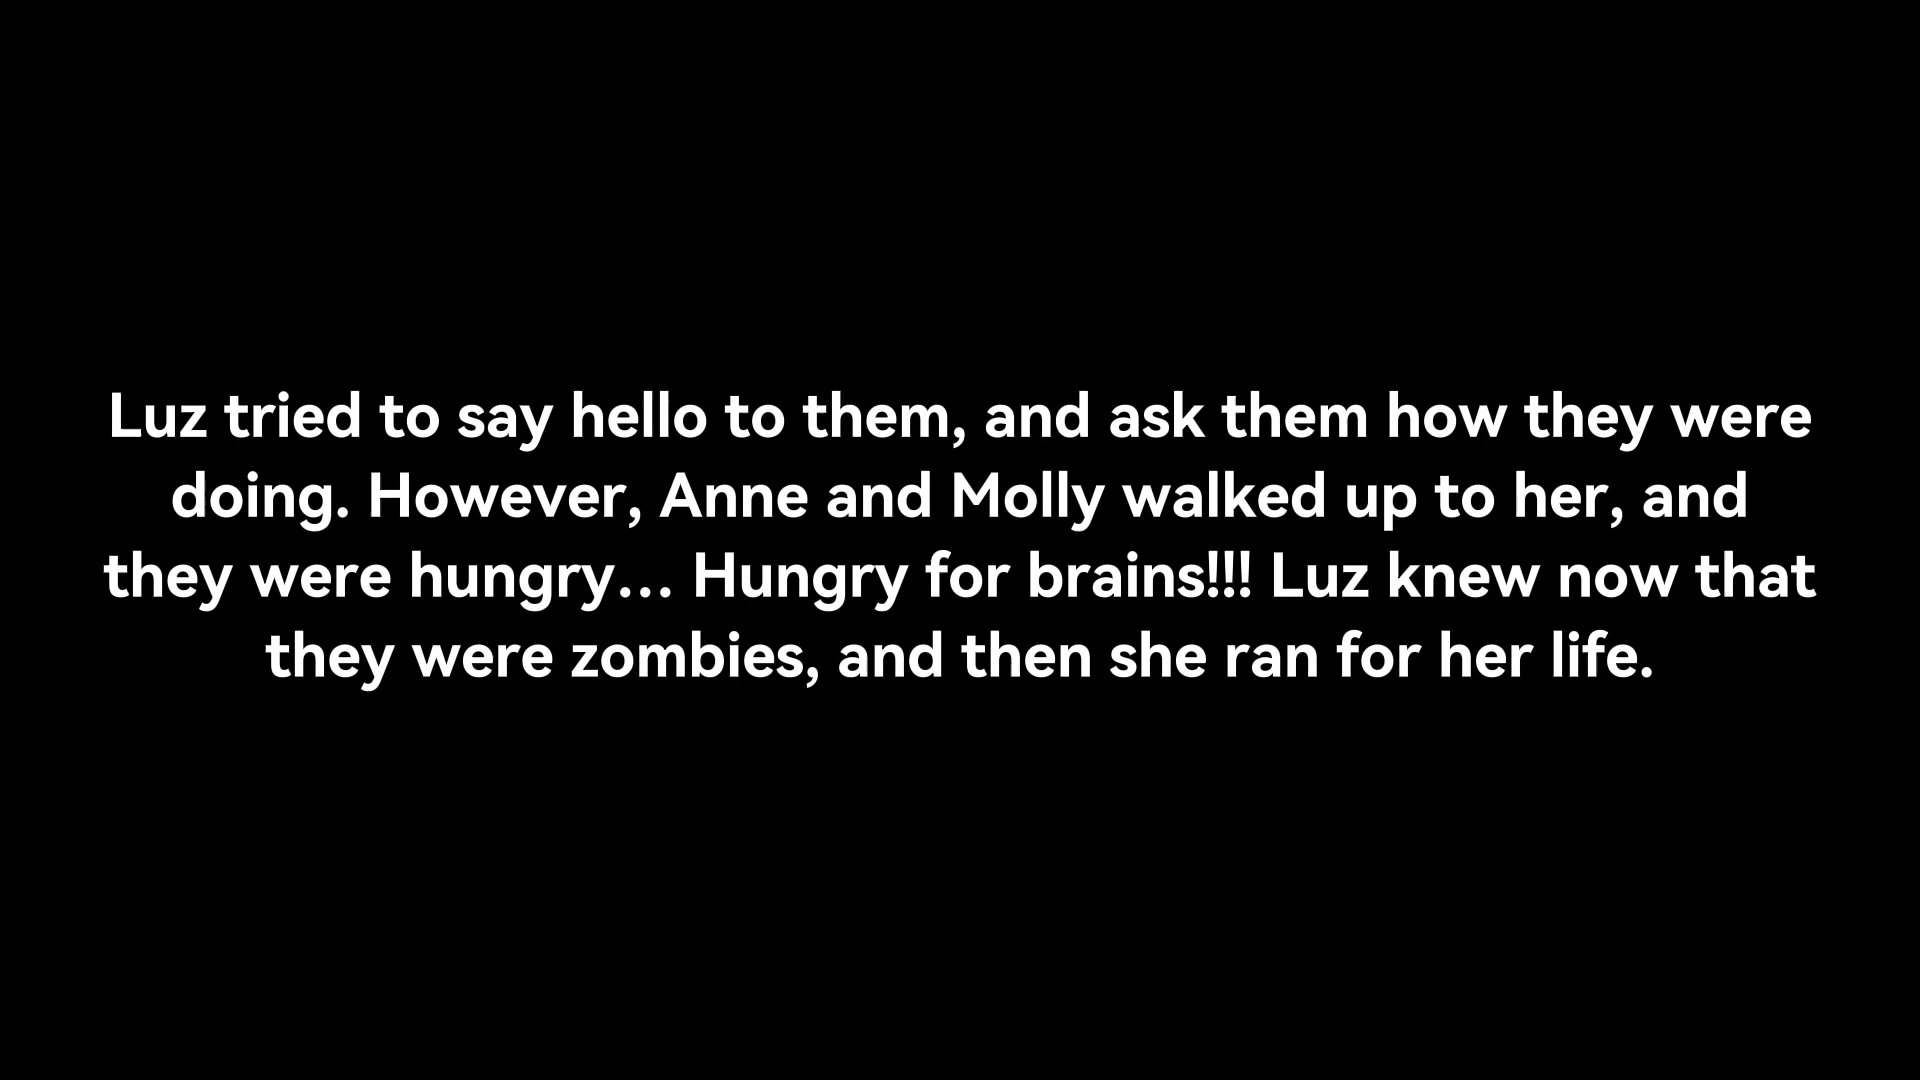 Luz tried to say hello to them, and ask them how they were
doing. However, Anne and Molly walked up to her, and
they were hungry… Hungry for brains!!! Luz knew now that
they were zombies, and then she ran for her life.